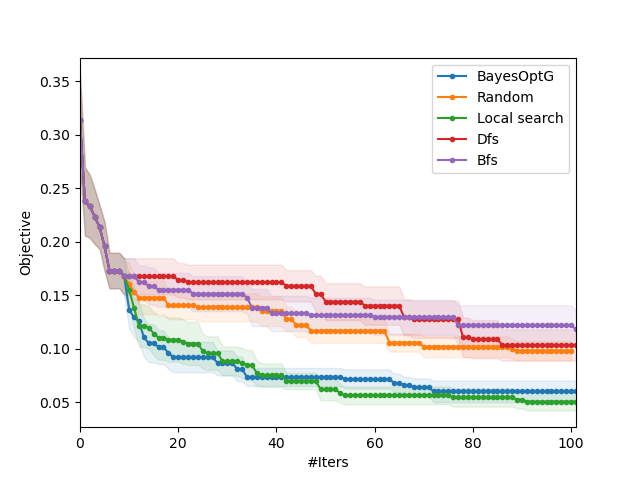 0.35
0.30
0.25
0.20
0.15
0.10
0.05
Objective
0 20 40 60 80 100
#Iters
BayesOptG
Random
Local search
Dfs
Bfs